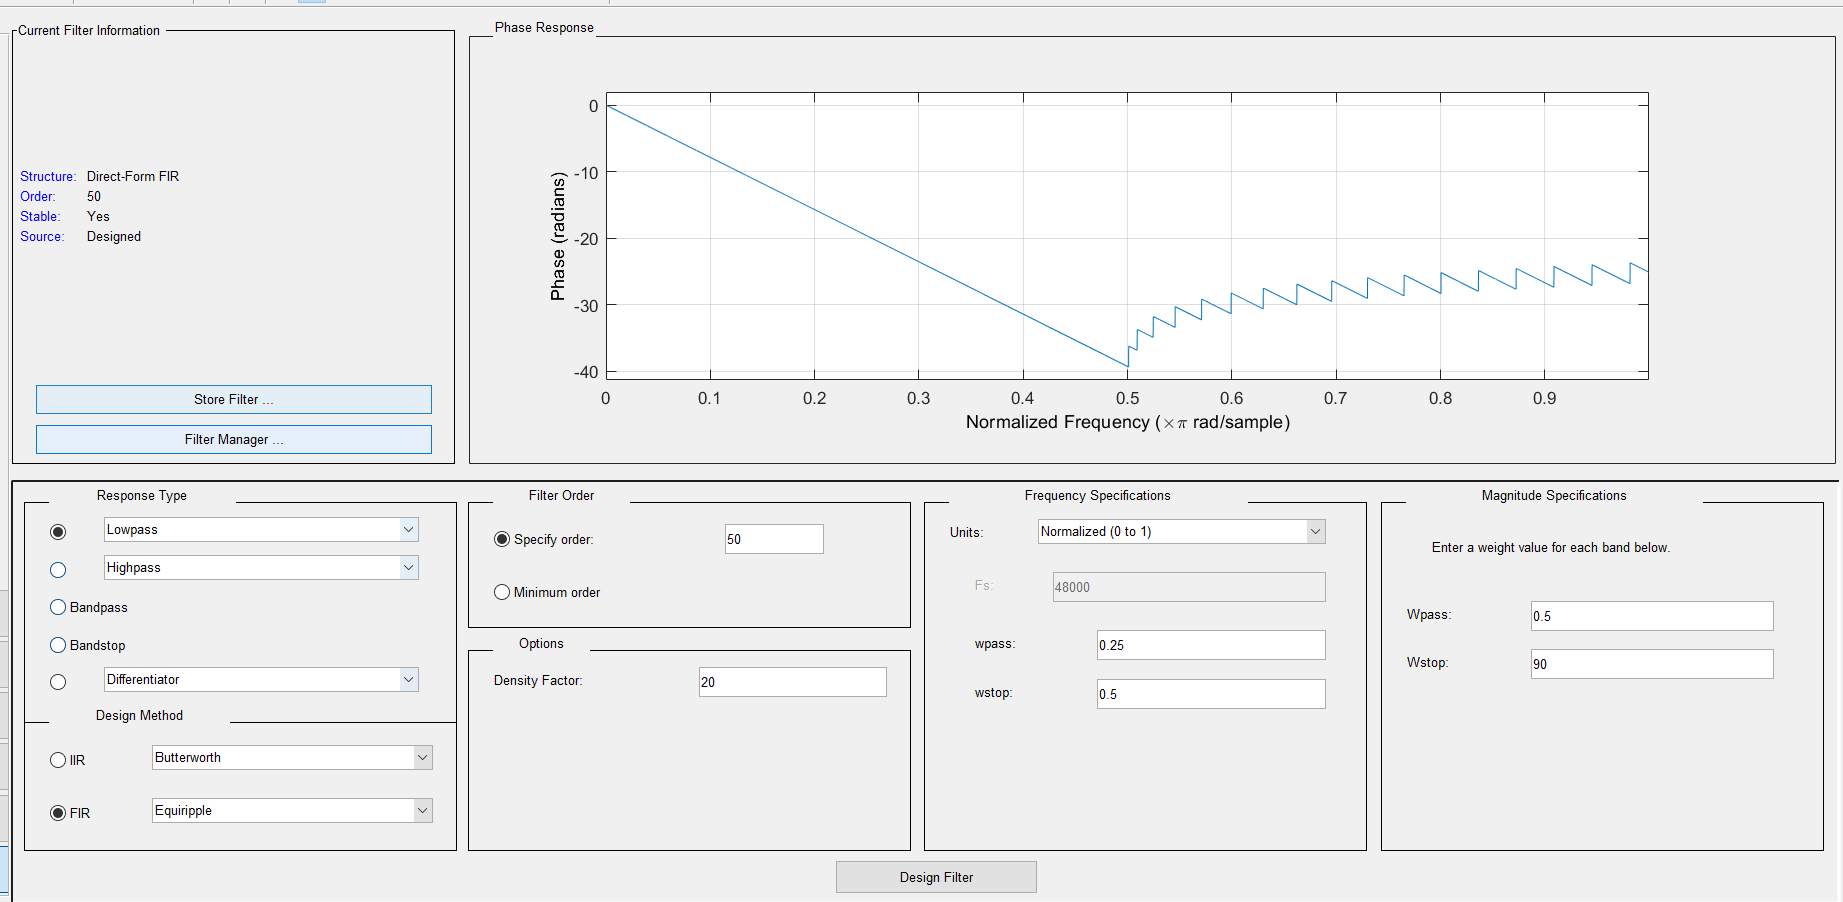 Current Filter Information
Structure: Direct-Form FIR
Order: 50
Stable: Yes
Source: Designed
Store Filter ...
Filter Manager ...
Phase Response
0
-10
-20
-30
-40
Phase (radians)
0 0.1 0.2 0.3 0.4 0.5 0.6 0.7 0.8 0.9
Normalized Frequency (×π rad/sample)
Response Type
Lowpass
Highpass
Bandpass
Bandstop
Differentiator
Design Method
IIR Butterworth
FIR Equiripple
Filter Order
Specify order: 50
Minimum order
Options
Density Factor: 20
Frequency Specifications
Units: Normalized (0 to 1)
Fs: 48000
wpass: 0.25
wstop: 0.5
Magnitude Specifications
Enter a weight value for each band below.
Wpass: 0.5
Wstop: 90
Design Filter